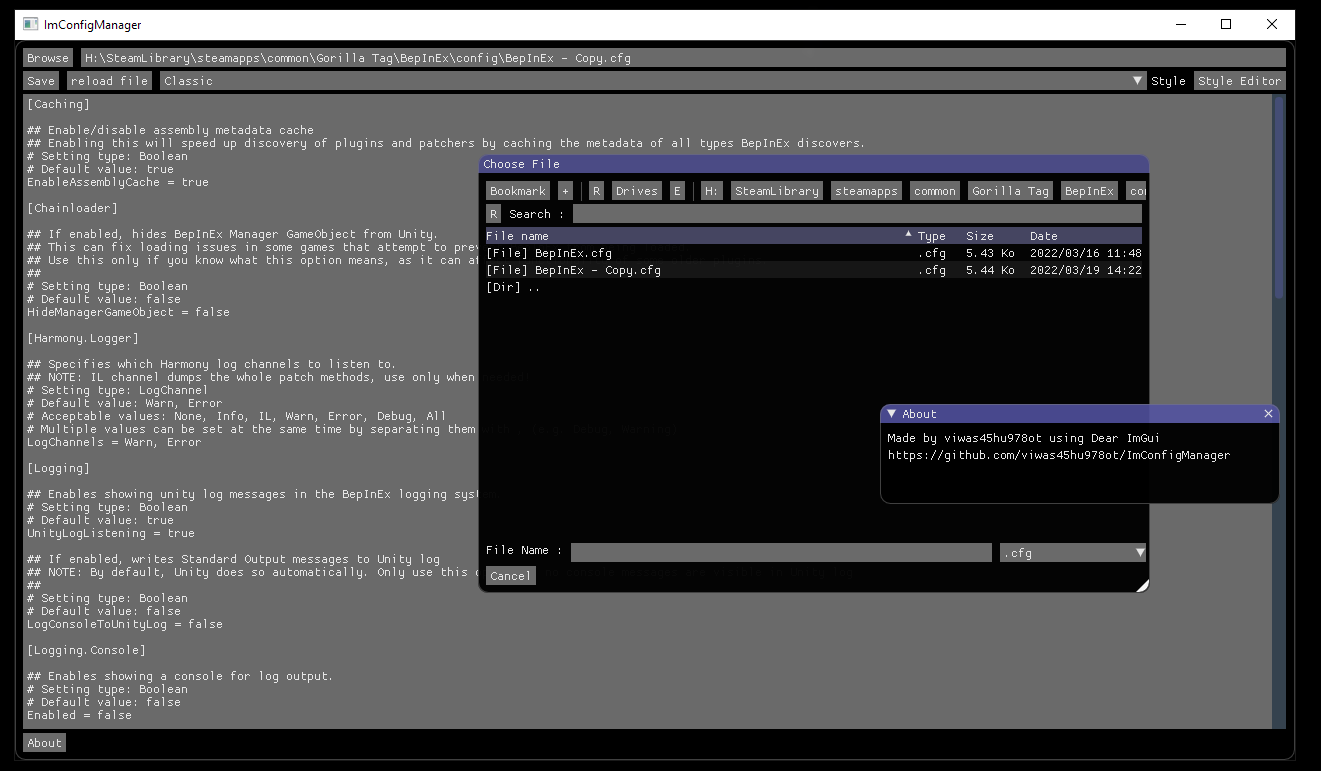 ImConfigManager
Browse H:\SteamLibrary\steamapps\common\Gorilla Tag\BepInEx\config\BepInEx - Copy.cfg
Save reload file Classic Style Style Editor
[Caching]
## Enable/disable assembly metadata cache
## Enabling this will speed up discovery of plugins and patchers by caching the metadata of all types BepInEx discovers.
# Setting type: Boolean
# Default value: true
EnableAssemblyCache = true
[Chainloader]
## If enabled, hides BepInEx Manager GameObject from Unity.
## This can fix loading issues in some games that attempt to
## Use this only if you know what this option means, as it can
##
# Setting type: Boolean
# Default value: false
HideManagerGameObject = false
[Harmony.Logger]
## Specifies which Harmony log channels to listen to.
## NOTE: IL channel dumps the whole patch methods, use only when
# Setting type: LogChannel
# Default value: Warn, Error
# Acceptable values: None, Info, IL, Warn, Error, Debug, All
# Multiple values can be set at the same time by separating them
LogChannels = Warn, Error
[Logging]
## Enables showing unity log messages in the BepInEx logging
# Setting type: Boolean
# Default value: true
UnityLogListening = true
## If enabled, writes Standard Output messages to Unity log
## NOTE: By default, Unity does so automatically. Only use this
##
# Setting type: Boolean
# Default value: false
LogConsoleToUnityLog = false
[Logging.Console]
## Enables showing a console for log output.
# Setting type: Boolean
# Default value: false
Enabled = false
About
Choose File
Bookmark + R Drives E H: SteamLibrary steamapps common Gorilla Tag BepInEx
R Search :
File name Type Size Date
[File] BepInEx.cfg .cfg 5.43 Ko 2022/03/16 11:48
[File] BepInEx - Copy.cfg .cfg 5.44 Ko 2022/03/19 14:22
[Dir] ..
File Name : .cfg
Cancel
About
Made by viwas45hu978ot using Dear ImGui
https://github.com/viwas45hu978ot/ImConfigManager